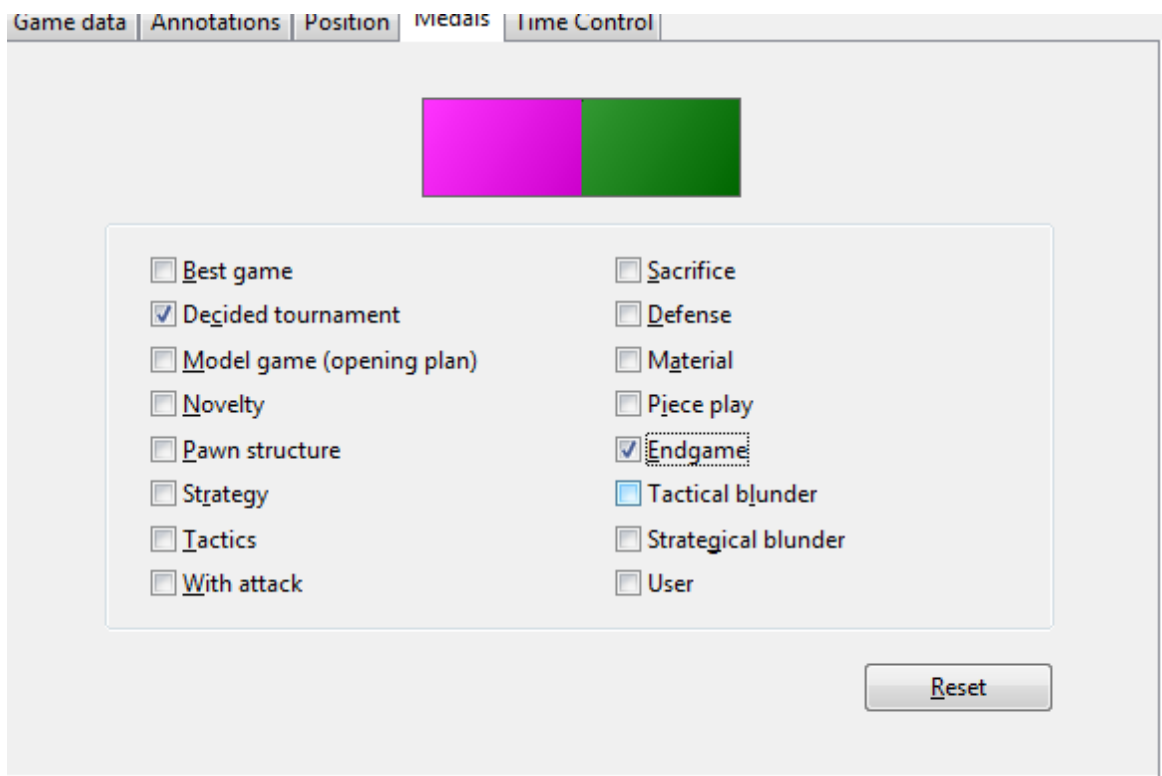 Game data Annotations Position Medals Time Control
Best game
Decided tournament
Model game (opening plan)
Novelty
Pawn structure
Strategy
Tactics
With attack
Sacrifice
Defense
Material
Piece play
Endgame
Tactical blunder
Strategical blunder
User
Reset